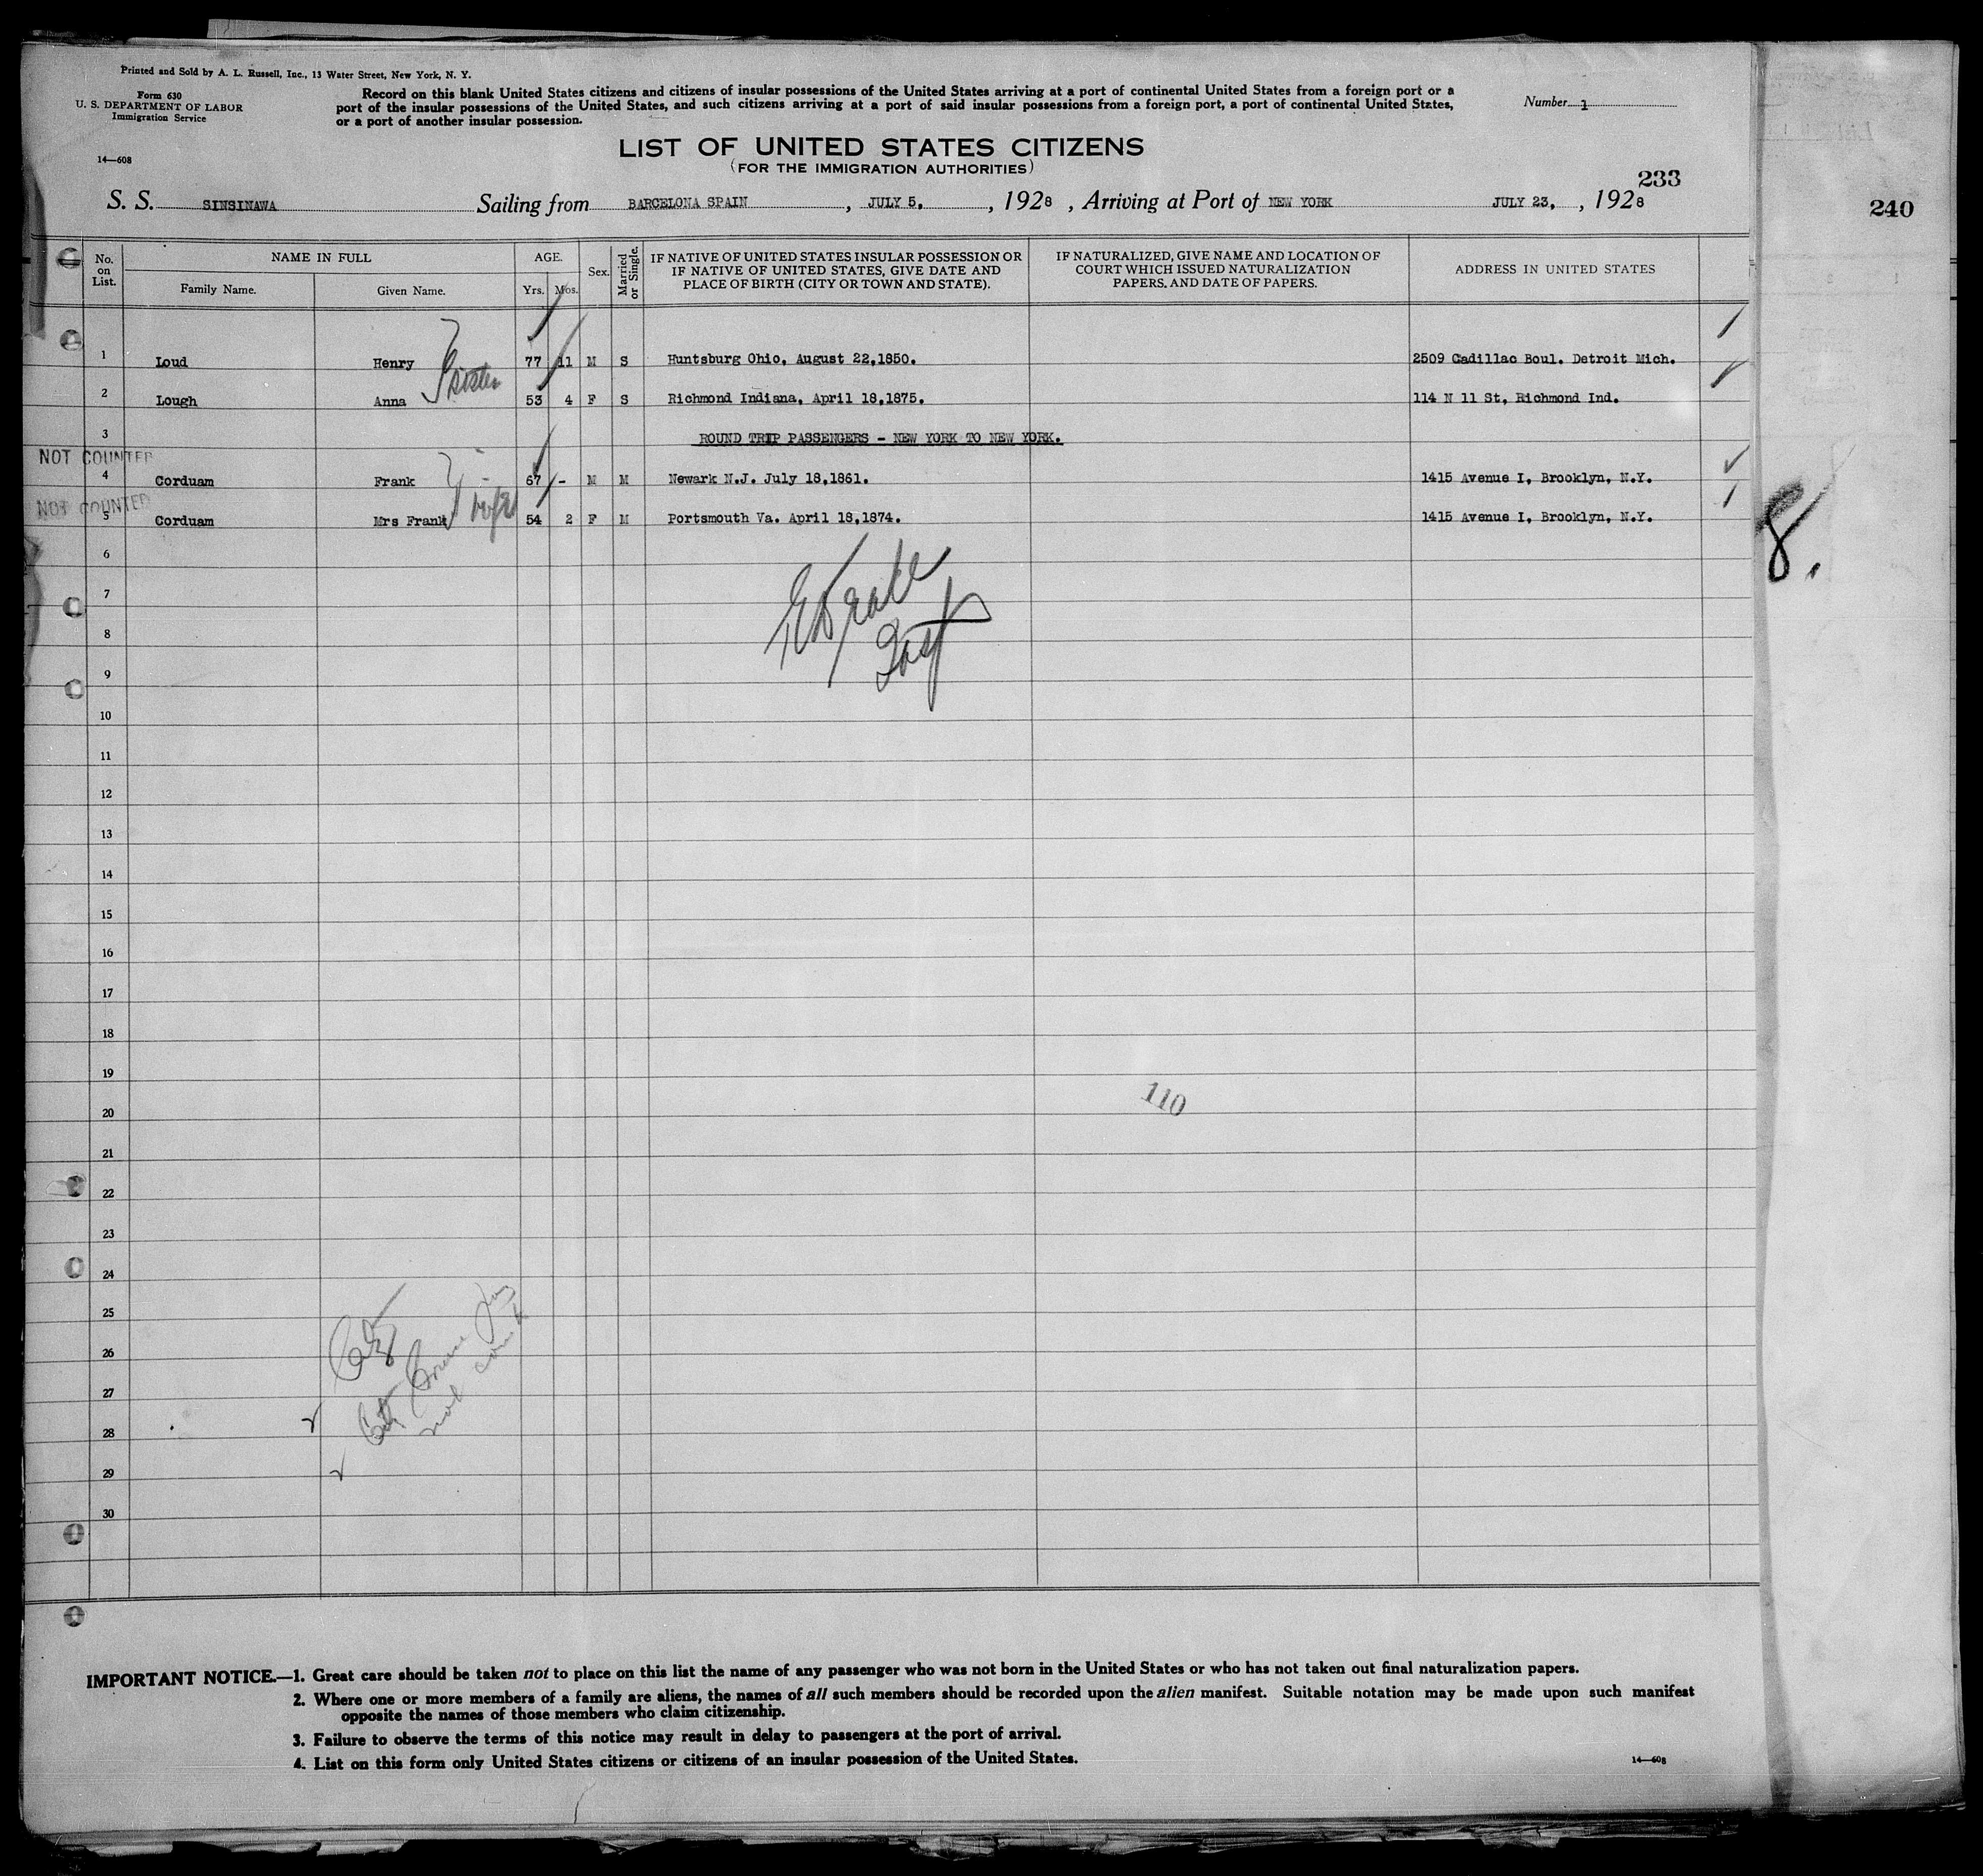 Printed and Sold by A. L. Russell, Inc., 13 Water Street, New York, N. Y.
Form 630
U. S. DEPARTMENT OF LABOR
Immigration Service
14—608
Record on this blank United States citizens and citizens of insular possessions of the United States arriving at a port of continental United States from a foreign port or a
port of the insular possessions of the United States, and such citizens arriving at a port of said insular possessions from a foreign port, a port of continental United States,
or a port of another insular possession.
Number 1
LIST OF UNITED STATES CITIZENS
(FOR THE IMMIGRATION AUTHORITIES)
233
240
S. S. SINSINAWA Sailing from BARCELONA SPAIN, JULY 5, , 1928, Arriving at Port of NEW YORK JULY 23, , 1928
No. on List. NAME IN FULL AGE. Sex. Married or Single. IF NATIVE OF UNITED STATES INSULAR POSSESSION OR IF NATIVE OF UNITED STATES, GIVE DATE AND PLACE OF BIRTH (CITY OR TOWN AND STATE). IF NATURALIZED, GIVE NAME AND LOCATION OF COURT WHICH ISSUED NATURALIZATION PAPERS, AND DATE OF PAPERS. ADDRESS IN UNITED STATES
Family Name. Given Name. Yrs. Mos.
1 Loud Henry 77 11 M S Huntsburg Ohio, August 22,1850. 2509 Cadillac Boul. Detroit Mich.
sister
2 Lough Anna 53 4 F S Richmond Indiana, April 18,1875. 114 N 11 St, Richmond Ind.
3 ROUND TRIP PASSENGERS - NEW YORK TO NEW YORK.
NOT COUNTED
4 Corduam Frank 67 - M M Newark N.J. July 18,1861. 1415 Avenue I, Brooklyn, N.Y.
NOT COUNTED
wife
5 Corduam Mrs Frank 54 2 F M Portsmouth Va. April 18,1874. 1415 Avenue I, Brooklyn, N.Y.
8.
6
7
8
9
10
11
12
13
14
15
16
17
18
19
110
20
21
22
23
24
25
26
27
not count
28
29
30
IMPORTANT NOTICE.—1. Great care should be taken not to place on this list the name of any passenger who was not born in the United States or who has not taken out final naturalization papers.
2. Where one or more members of a family are aliens, the names of all such members should be recorded upon the alien manifest. Suitable notation may be made upon such manifest
opposite the names of those members who claim citizenship.
3. Failure to observe the terms of this notice may result in delay to passengers at the port of arrival.
4. List on this form only United States citizens or citizens of an insular possession of the United States.
14—608